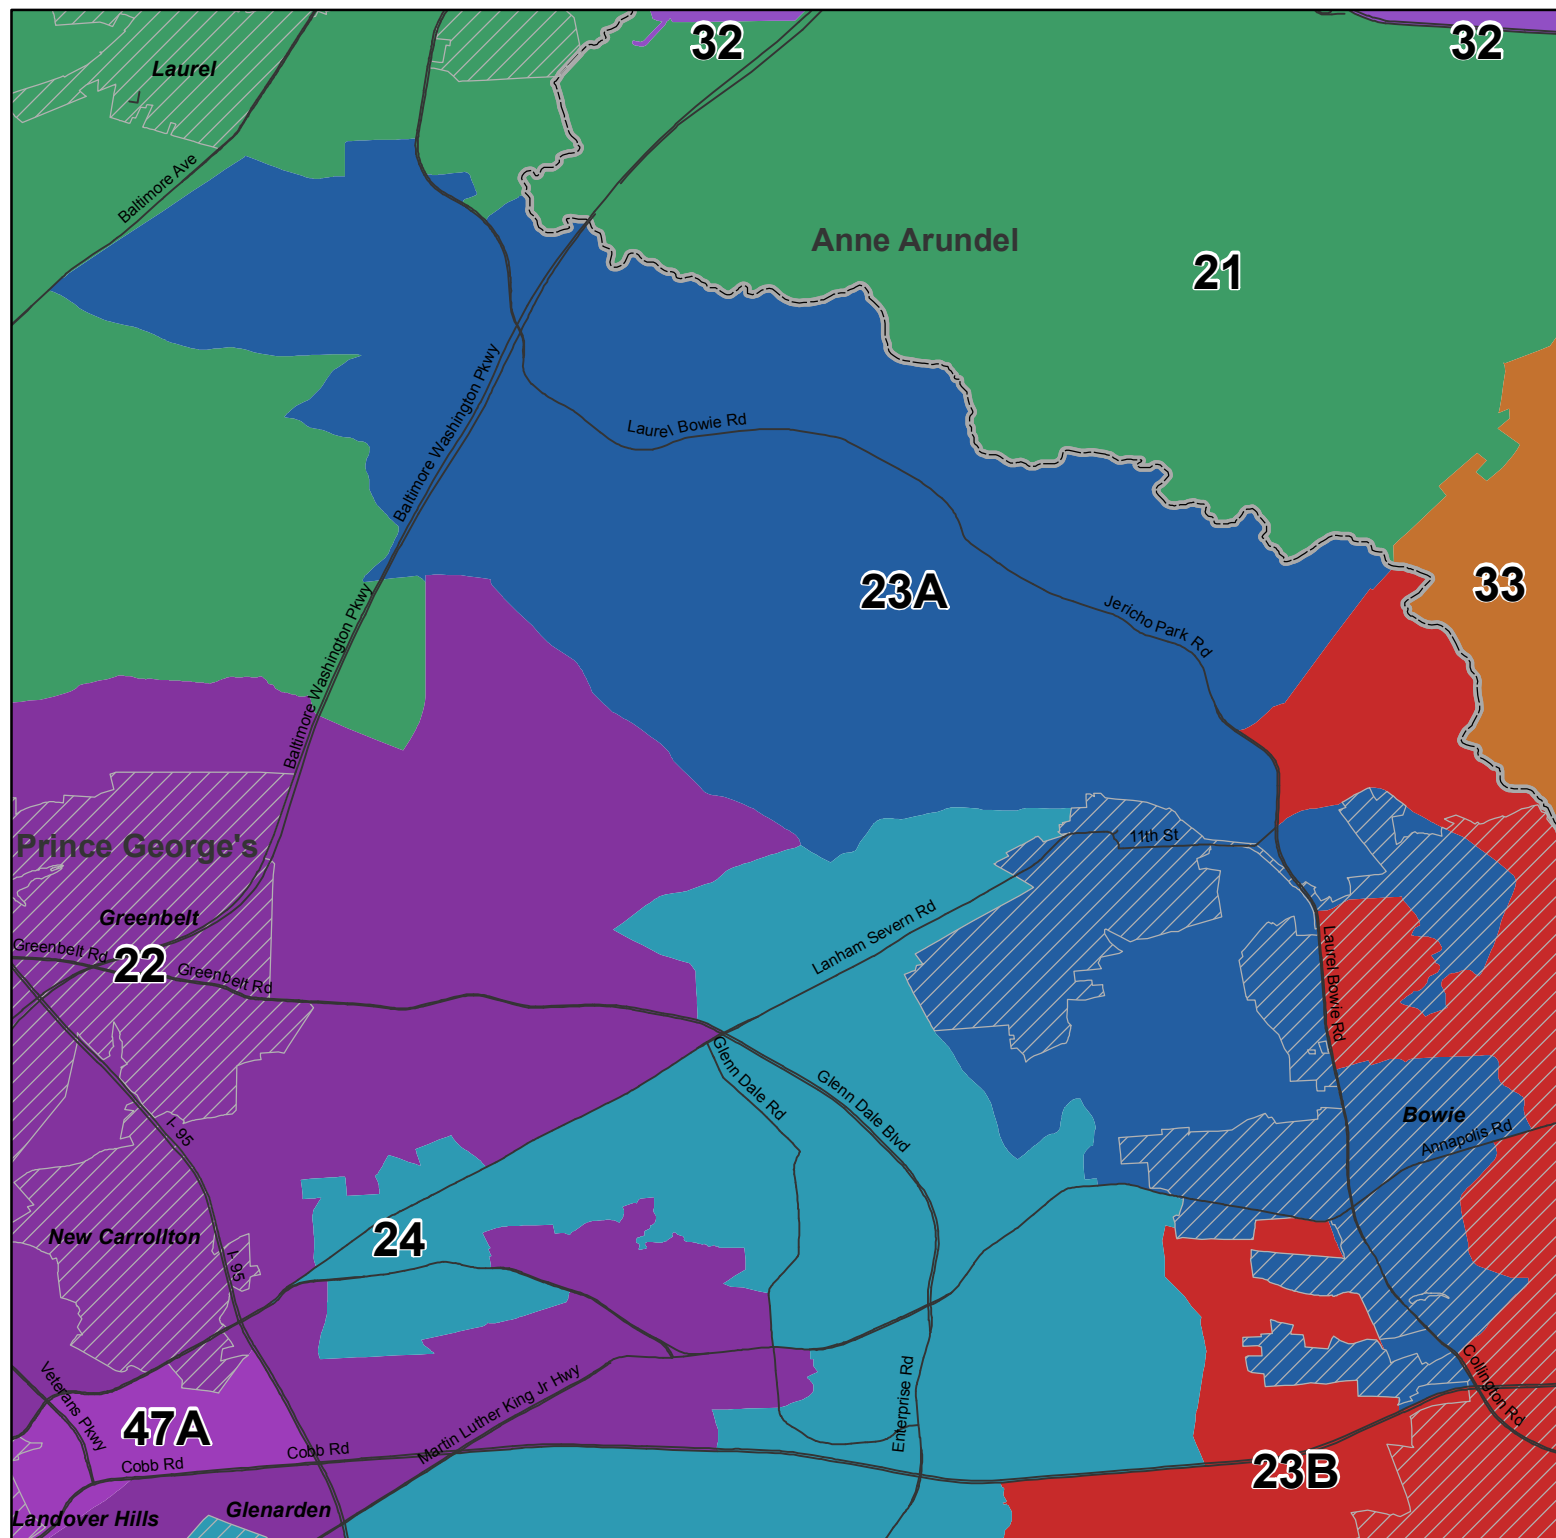 32
32
Laurel
Baltimore Ave
Anne Arundel
21
Baltimore Washington Pkwy
Laurel Bowie Rd
23A
33
Jericho Park Rd
Baltimore Washington Pkwy
Prince George's
11th St
Greenbelt
Lanham Severn Rd
Greenbelt Rd
22
Greenbelt Rd
Laurel Bowie Rd
Glenn Dale Rd
Glenn Dale Blvd
I- 95
Bowie
Annapolis Rd
New Carrollton
24
I- 95
Veterans Pkwy
Martin Luther King Jr Hwy
Enterprise Rd
Collington Rd
47A
Cobb Rd
Cobb Rd
23B
Landover Hills
Glenarden